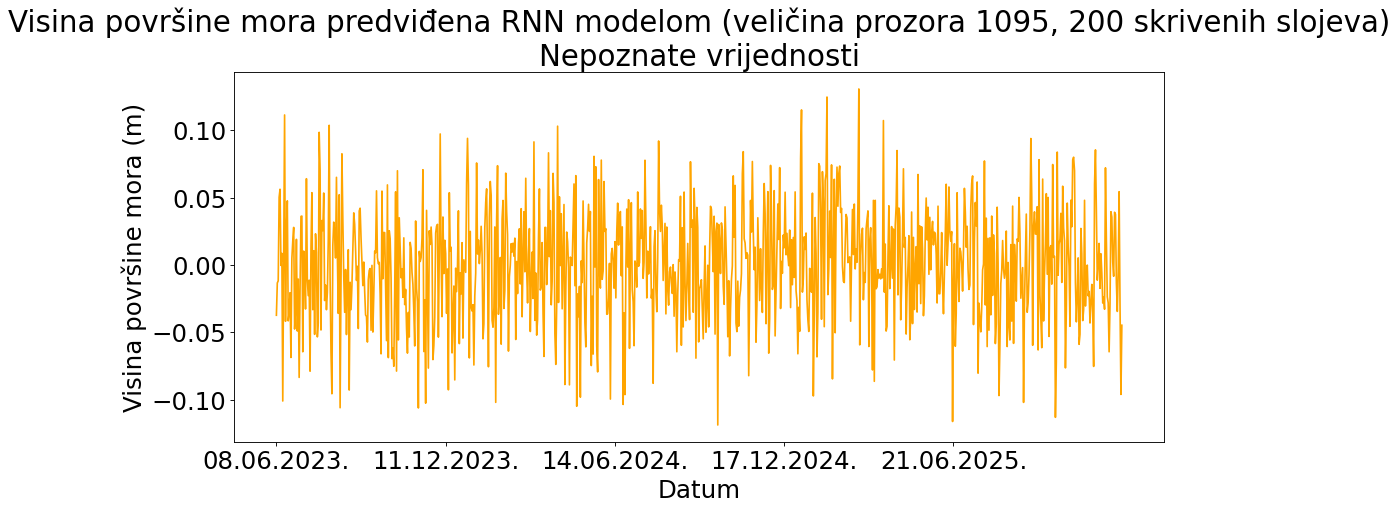 Visina površine mora predviđena RNN modelom (veličina prozora 1095, 200 skrivenih slojeva)
Nepoznate vrijednosti
Visina površine mora (m)
0.10
0.05
0.00
−0.05
−0.10
08.06.2023. 11.12.2023. 14.06.2024. 17.12.2024. 21.06.2025.
Datum